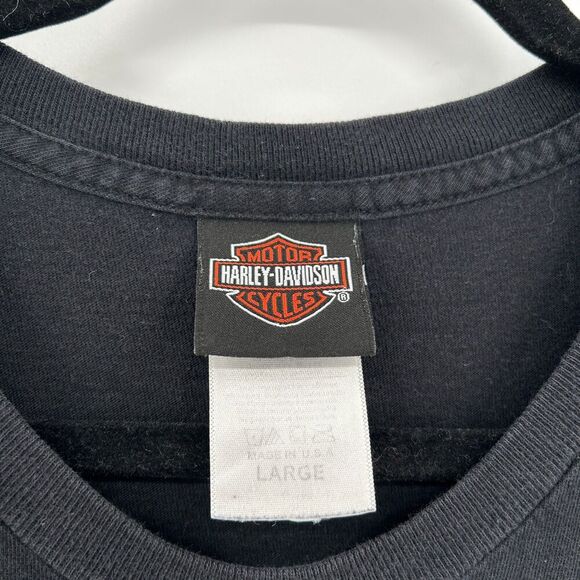 MOTOR
HARLEY-DAVIDSON
CYCLES
®
MADE IN U.S.A
LARGE